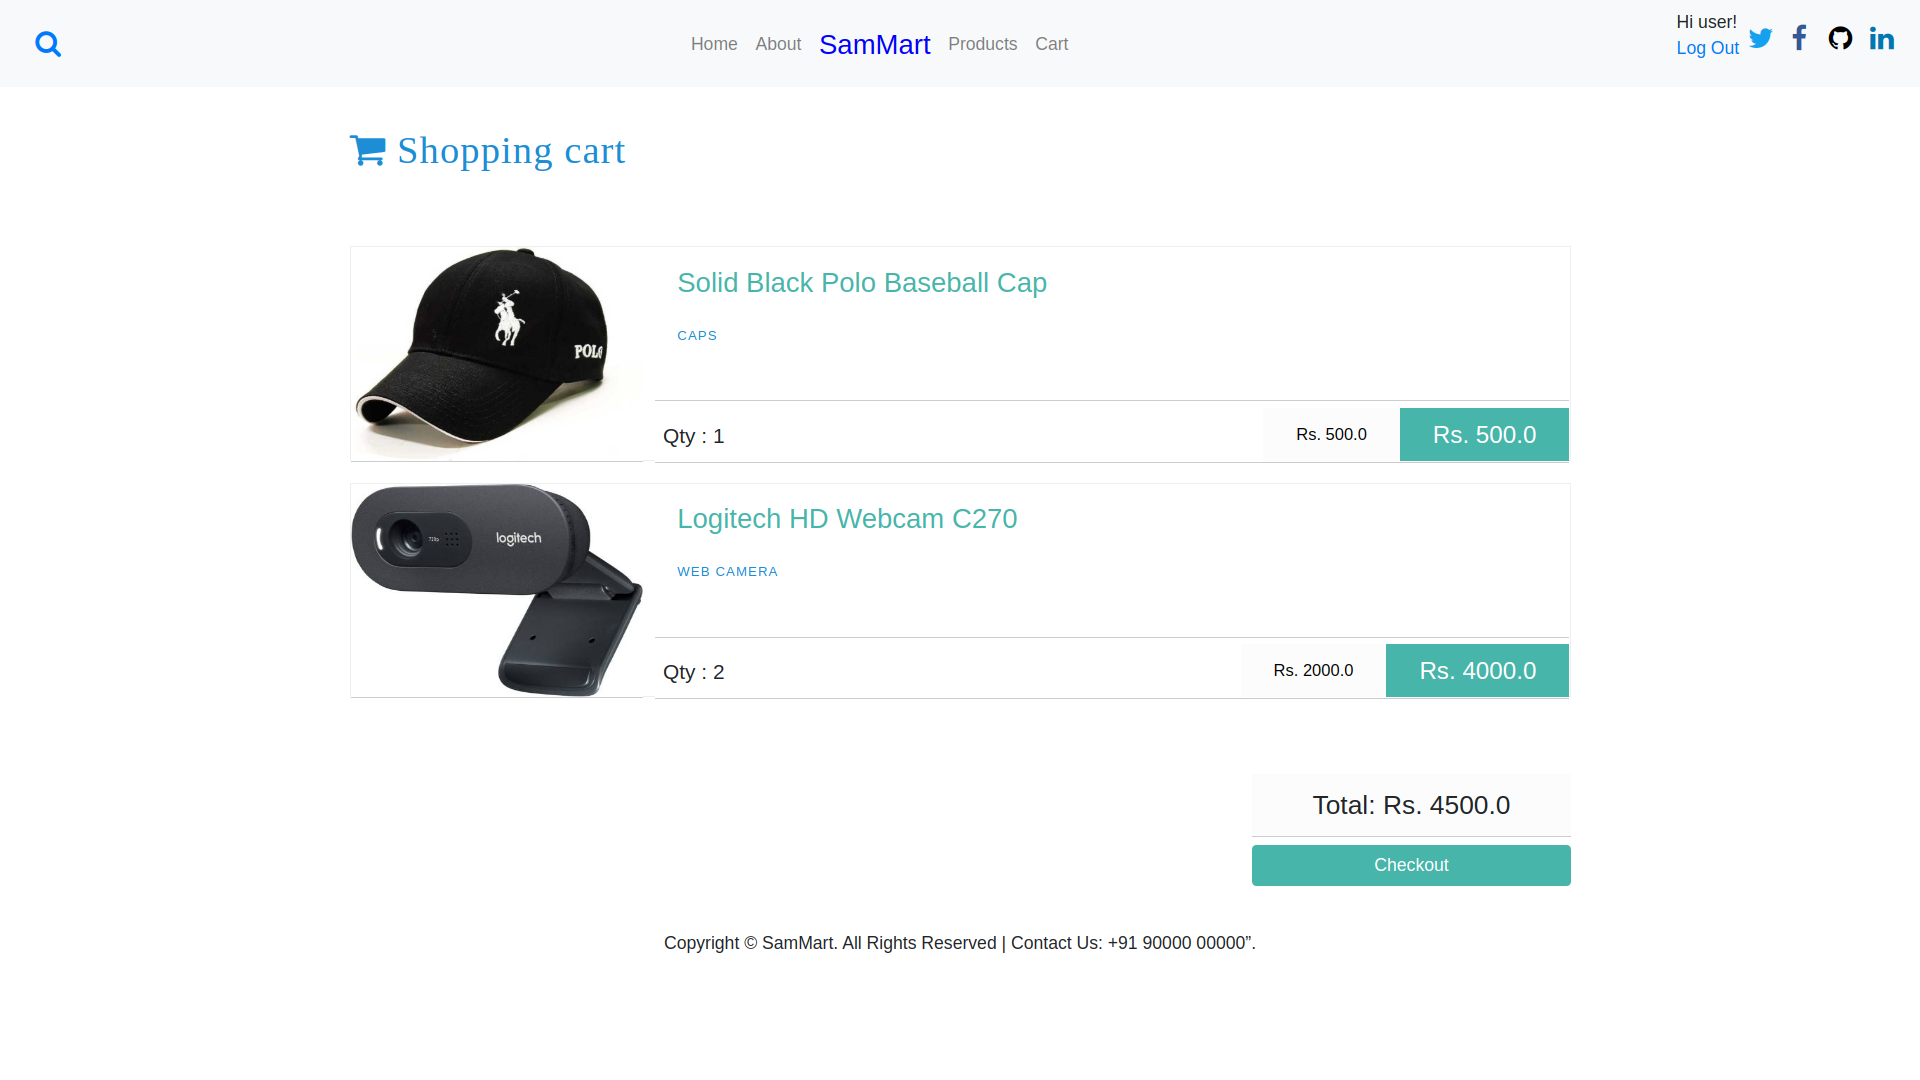 Home About SamMart Products Cart
Hi user!
Log Out
Shopping cart
POLO
Solid Black Polo Baseball Cap
CAPS
Qty : 1
Rs. 500.0
Rs. 500.0
720p
logitech
Logitech HD Webcam C270
WEB CAMERA
Qty : 2
Rs. 2000.0
Rs. 4000.0
Total: Rs. 4500.0
Checkout
Copyright © SamMart. All Rights Reserved | Contact Us: +91 90000 00000”.